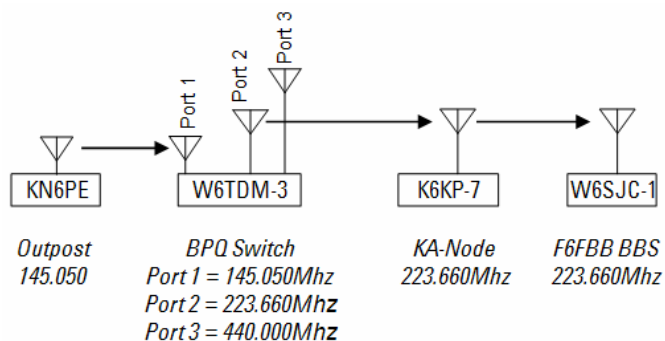 Port 1
Port 2
Port 3
KN6PE
W6TDM-3
K6KP-7
W6SJC-1
Outpost
145.050
BPQ Switch
Port 1 = 145.050Mhz
Port 2 = 223.660Mhz
Port 3 = 440.000Mhz
KA-Node
223.660Mhz
F6FBB BBS
223.660Mhz